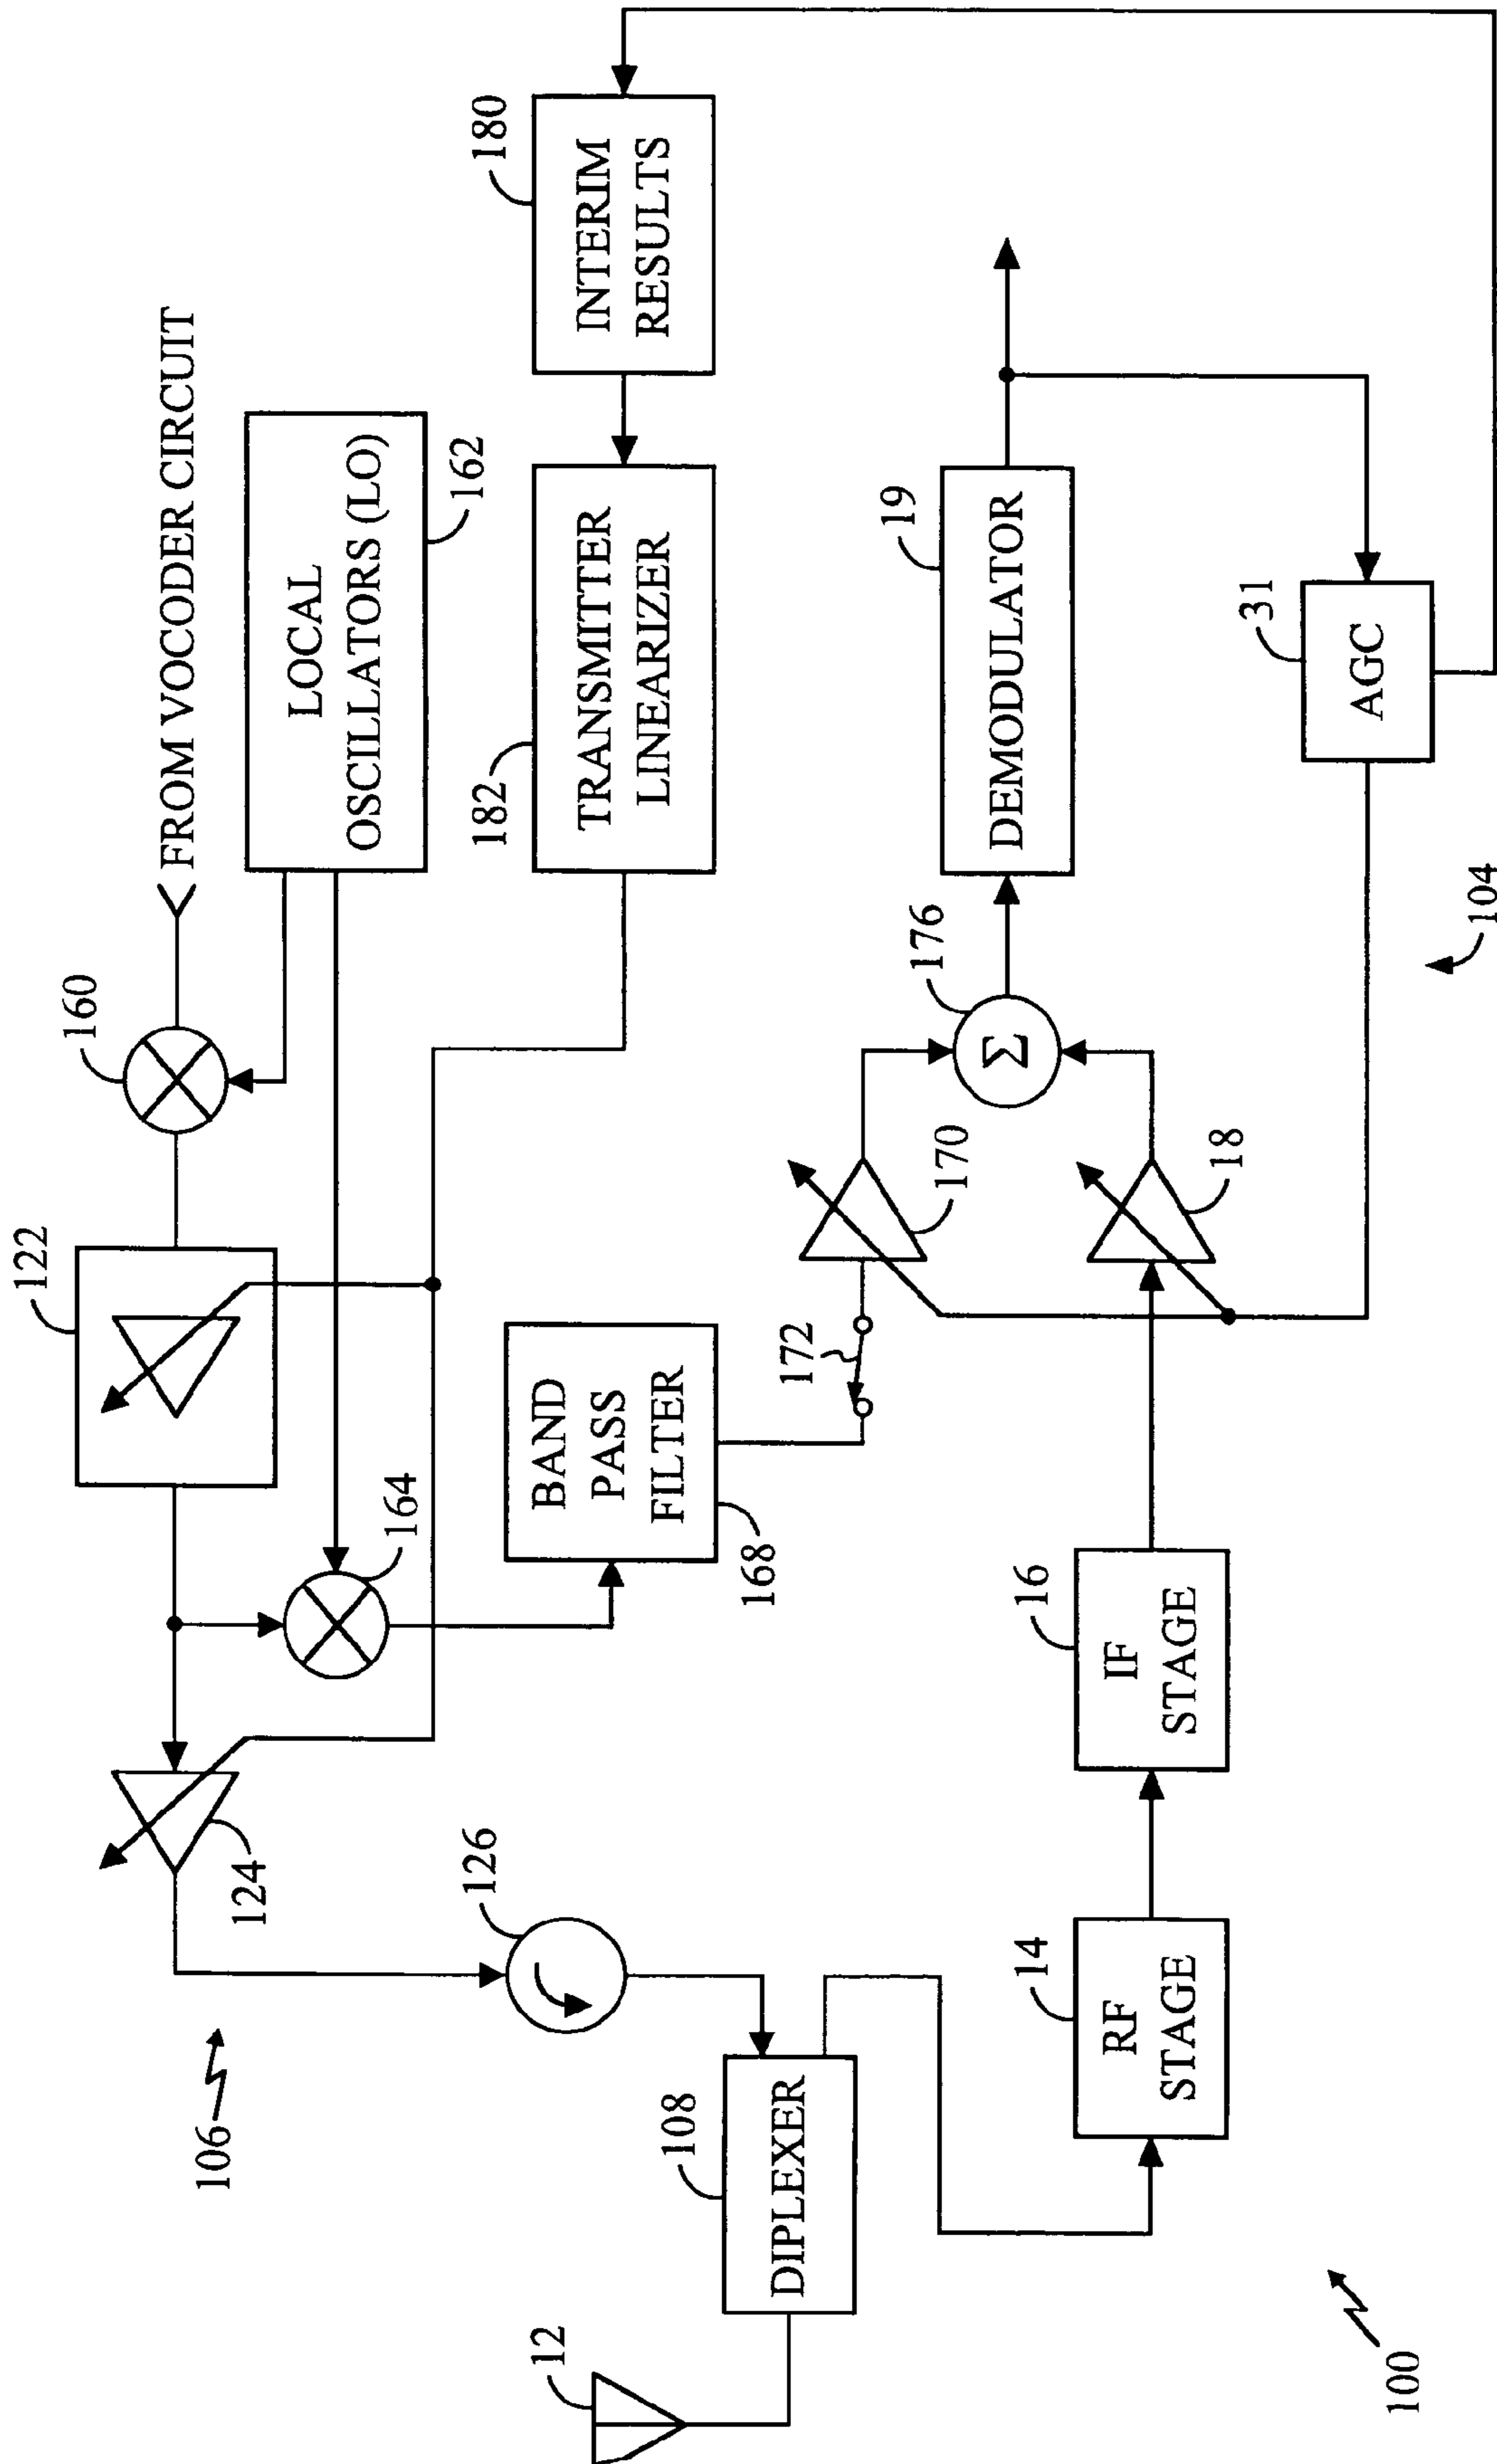 FROM VOCODER CIRCUIT
160
122
LOCAL
OSCILLATORS (LO)
162
164
124
106
126
180
INTERIM
RESULTS
182
TRANSMITTER
LINEARIZER
BAND
PASS
FILTER
168
172
170
176
Σ
19
DEMODULATOR
18
108
DIPLEXER
12
14
RF
STAGE
16
IF
STAGE
31
AGC
104
100